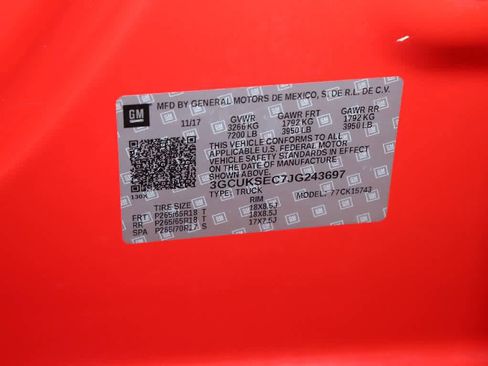 GM
MFD BY GENERAL MOTORS DE MEXICO, S. DE R.L. DE C.V.
11/17 GVWR GAWR FRT GAWR RR
3266 KG 1792 KG 1792 KG
7200 LB 3950 LB 3950 LB
THIS VEHICLE CONFORMS TO ALL
APPLICABLE U.S. FEDERAL MOTOR
VEHICLE SAFETY STANDARDS IN EFFECT
ON THE DATE OF MANUFACTURE
SHOWN ABOVE.
3GCUKSEC7JG243697
TYPE: TRUCK MODEL: 77CK15743
TIRE SIZE RIM
FRT P265/65R18 T 18X8.5J
RR P265/65R18 T 18X8.5J
SPA P265/70R17 S 17X7.5J